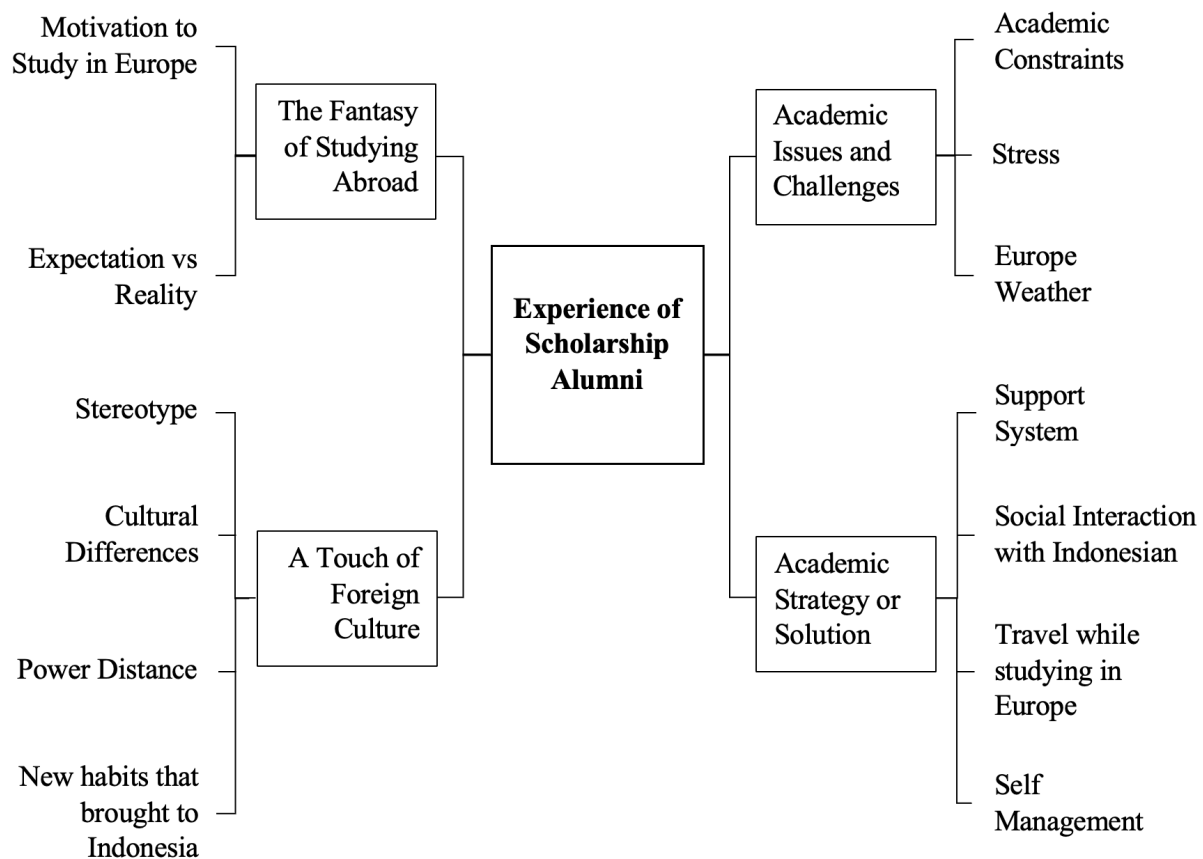 Motivation to
Study in Europe
The Fantasy
of Studying
Abroad
Expectation vs
Reality
Stereotype
Cultural
Differences
A Touch of
Foreign
Culture
Power Distance
New habits that
brought to
Indonesia
Experience of
Scholarship
Alumni
Academic
Constraints
Academic
Issues and
Challenges
Stress
Europe
Weather
Support
System
Social Interaction
with Indonesian
Academic
Strategy or
Solution
Travel while
studying in
Europe
Self
Management